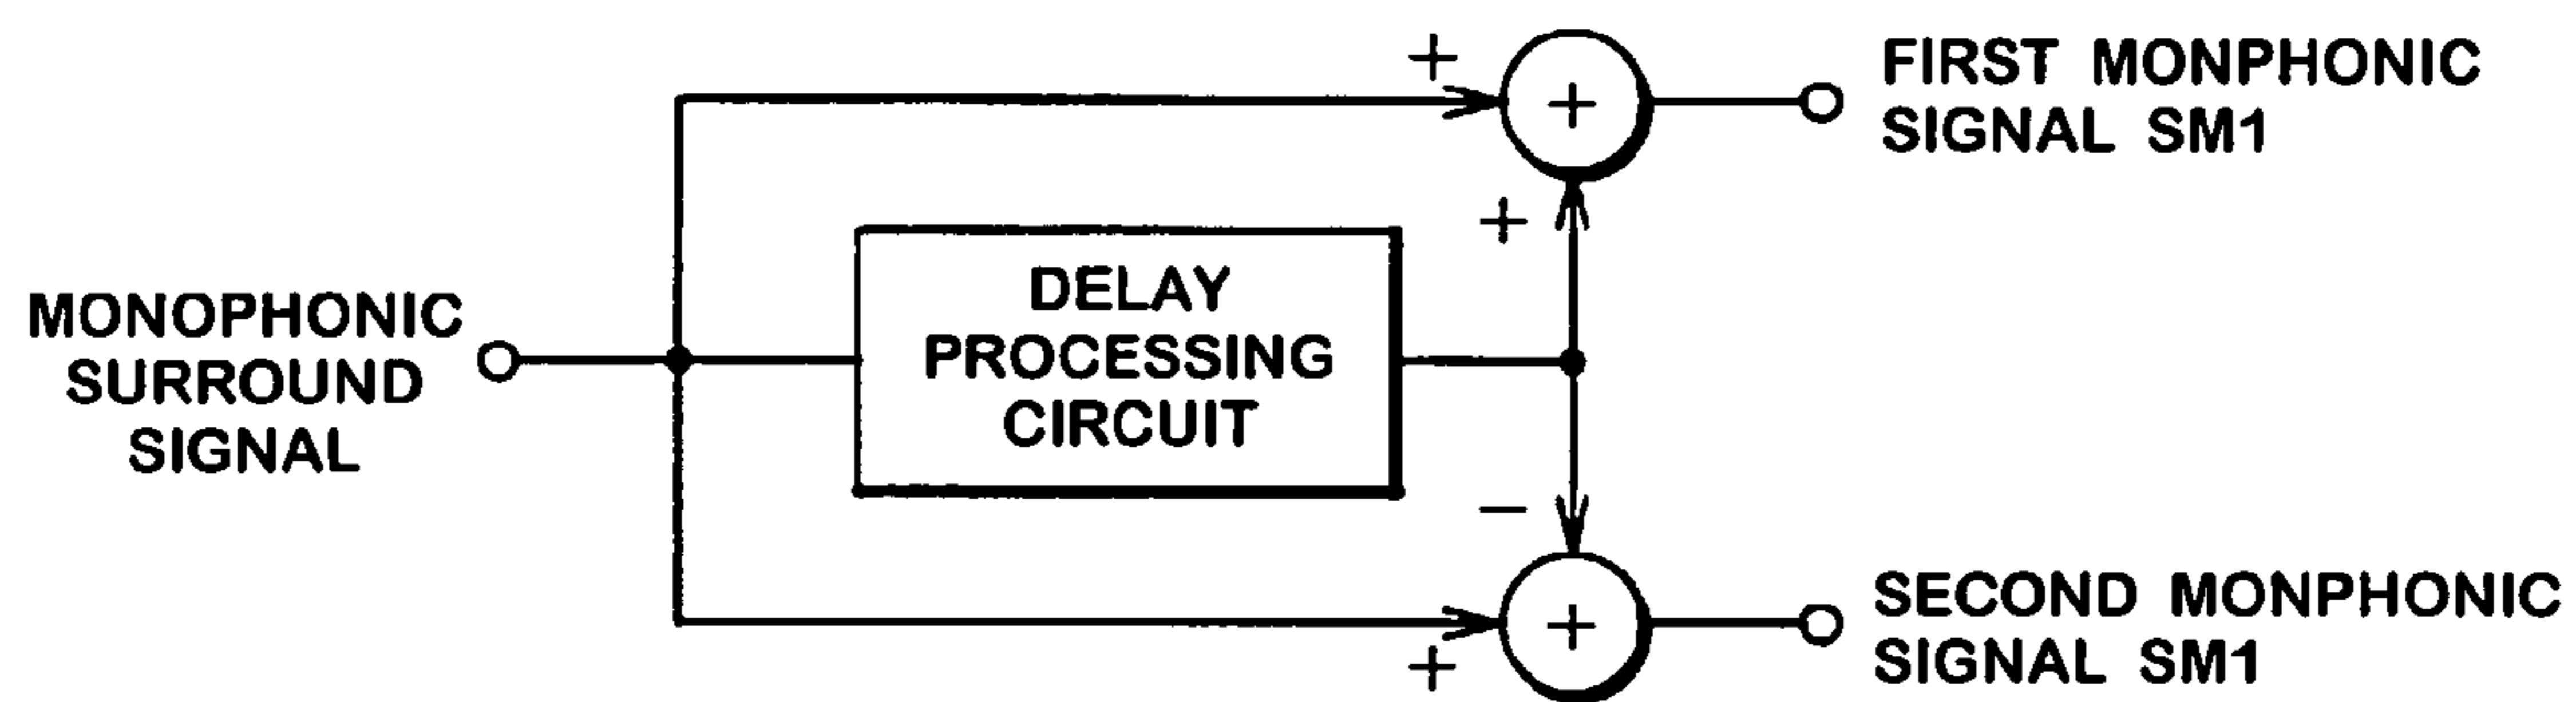 MONOPHONIC
SURROUND
SIGNAL
DELAY
PROCESSING
CIRCUIT
+
+
+
FIRST MONPHONIC
SIGNAL SM1
−
+
+
SECOND MONPHONIC
SIGNAL SM1